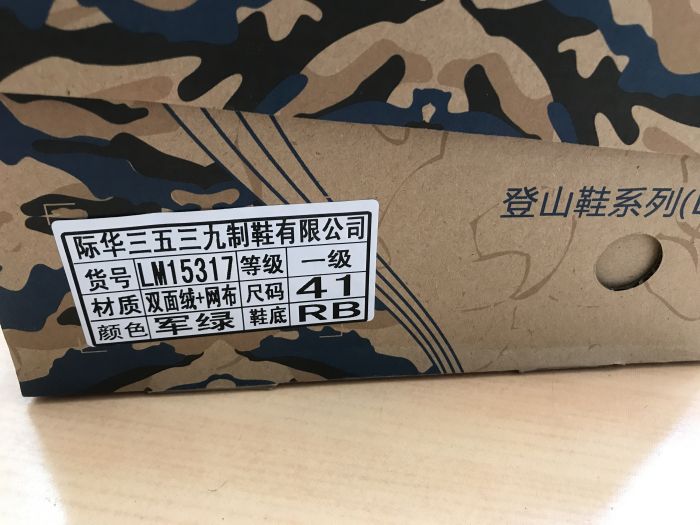 登山鞋系列(
际华三五三九制鞋有限公司
货号 LM15317 等级 一级
材质 双面绒+网布 尺码 41
颜色 军绿 鞋底 RB